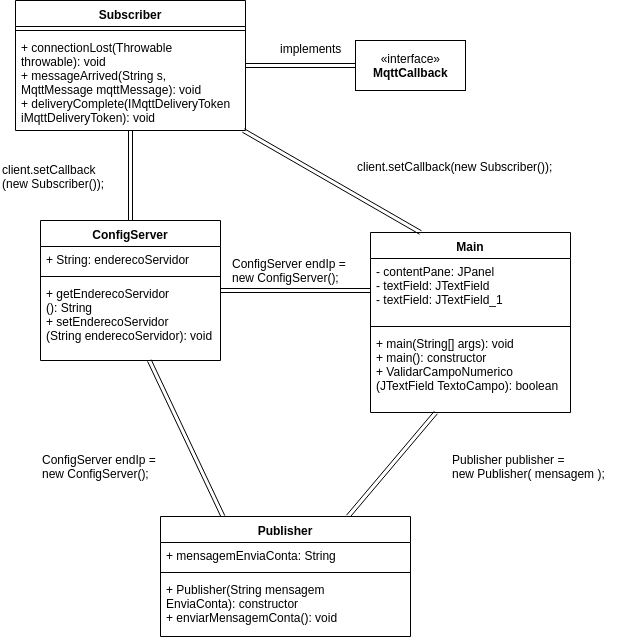 Subscriber
+ connectionLost(Throwable
throwable): void
+ messageArrived(String s,
MqttMessage mqttMessage): void
+ deliveryComplete(IMqttDeliveryToken
iMqttDeliveryToken): void
implements
«interface»
MqttCallback
client.setCallback
(new Subscriber());
client.setCallback(new Subscriber());
ConfigServer
+ String: enderecoServidor
+ getEnderecoServidor
(): String
+ setEnderecoServidor
(String enderecoServidor): void
ConfigServer endIp =
new ConfigServer();
Main
- contentPane: JPanel
- textField: JTextField
- textField: JTextField_1
+ main(String[] args): void
+ main(): constructor
+ ValidarCampoNumerico
(JTextField TextoCampo): boolean
ConfigServer endIp =
new ConfigServer();
Publisher publisher =
new Publisher( mensagem );
Publisher
+ mensagemEnviaConta: String
+ Publisher(String mensagem
EnviaConta): constructor
+ enviarMensagemConta(): void